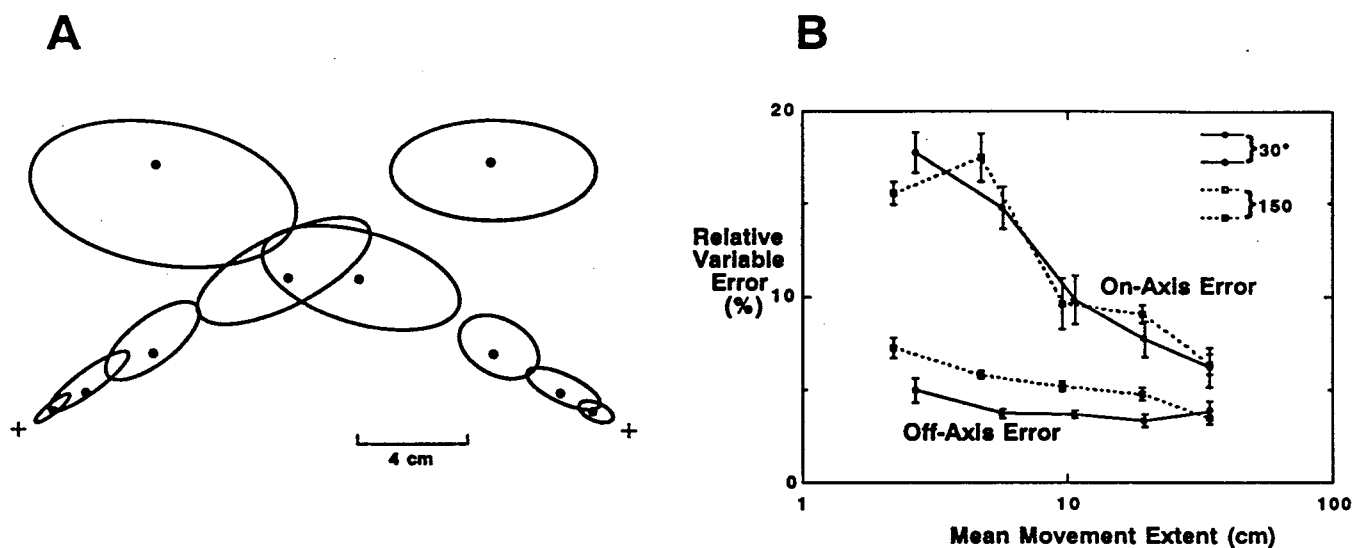 A
+
+
4 cm
B
20
10
0
Relative
Variable
Error
(%)
30°
150
On-Axis Error
Off-Axis Error
1
10
100
Mean Movement Extent (cm)